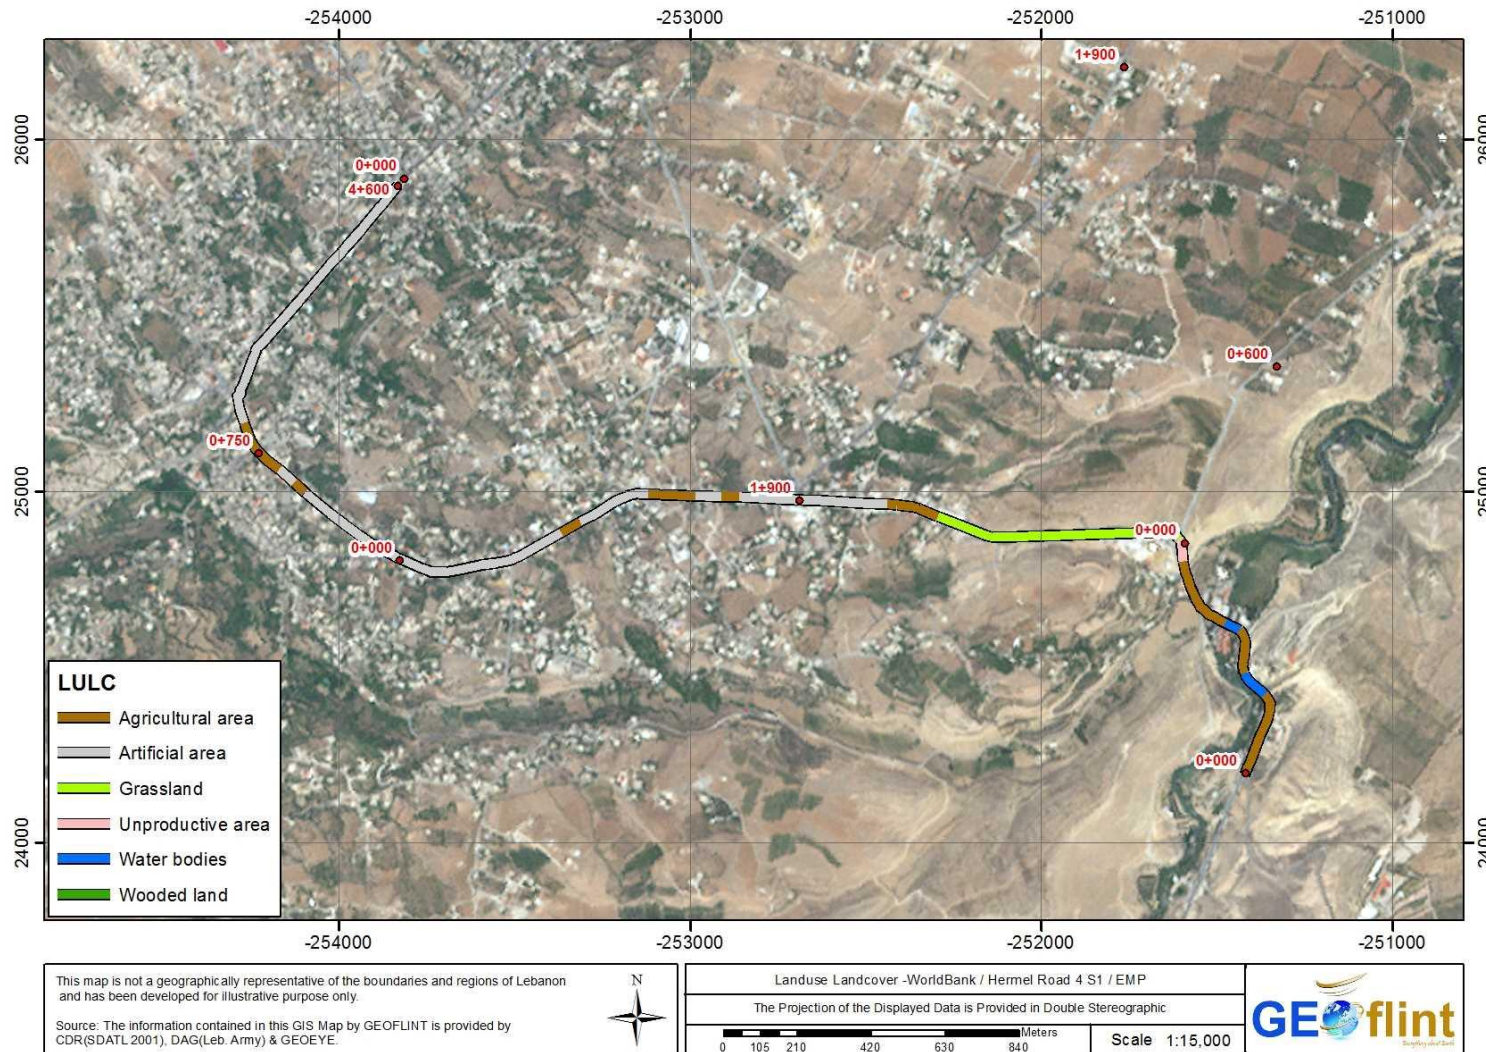 -254000 -253000 -252000 -251000
1+900
26000 26000
0+000
4+600
0+600
0+750
25000 25000
1+900
0+000
0+000
0+000
24000 24000
LULC
Agricultural area
Artificial area
Grassland
Unproductive area
Water bodies
Wooded land
-254000 -253000 -252000 -251000
This map is not a geographically representative of the boundaries and regions of Lebanon
and has been developed for illustrative purpose only.
Source: The information contained in this GIS Map by GEOFLINT is provided by
CDR(SDATL 2001), DAG(Leb. Army) & GEOEYE.
N
Landuse Landcover -WorldBank / Hermel Road 4 S1 / EMP
The Projection of the Displayed Data is Provided in Double Stereographic
Meters
0 105 210 420 630 840
Scale 1:15,000
GEOflint